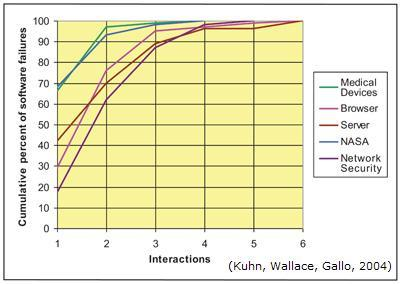 Cumulative percent of software failures
100
90
80
70
60
50
40
30
20
10
0
1 2 3 4 5 6
Interactions
Medical
Devices
Browser
Server
NASA
Network
Security
(Kuhn, Wallace, Gallo, 2004)